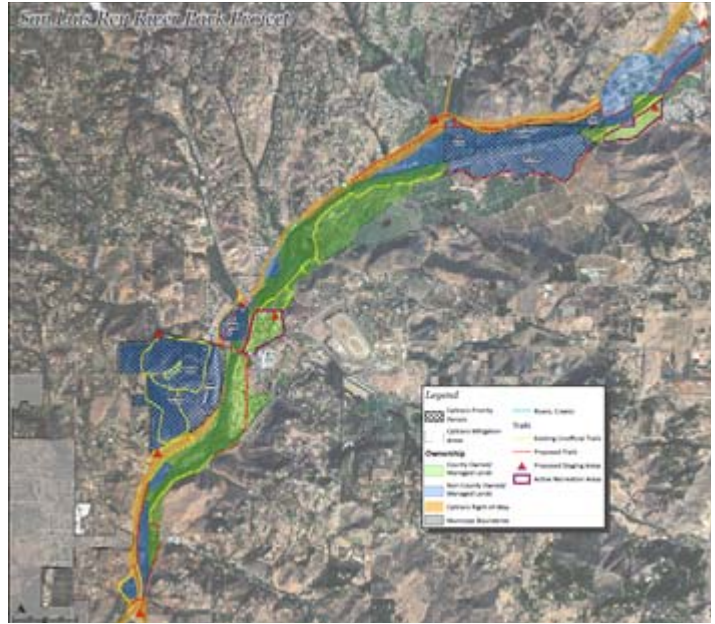 San Luis Rey River Park Project
Legend
Caltrans Priority
Parcels
Caltrans Mitigation
Areas
Ownership
County Owned/
Managed Lands
Non County Owned/
Managed Lands
Caltrans Right-of-Way
Municipal Boundaries
Rivers, Creeks
Trails
Existing Unofficial Trails
Proposed Trails
Proposed Staging Areas
Active Recreation Areas